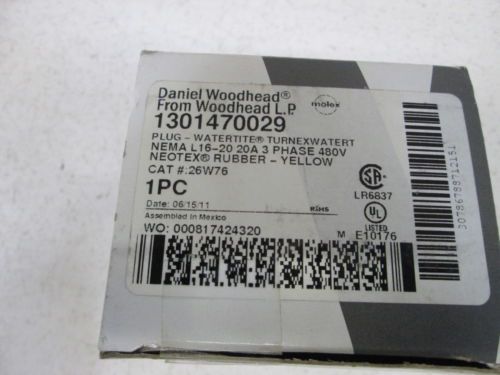 Daniel Woodhead®
From Woodhead L.P.
molex
1301470029
PLUG - WATERTITE® TURNEXWATERT
NEMA L16-20 20A 3 PHASE 480V
NEOTEX® RUBBER - YELLOW
CAT #:26W76
1PC
Date: 06/15/11
RoHS
Assembled in Mexico
WO: 000817424320
LR6837
UL
LISTED
M E10176